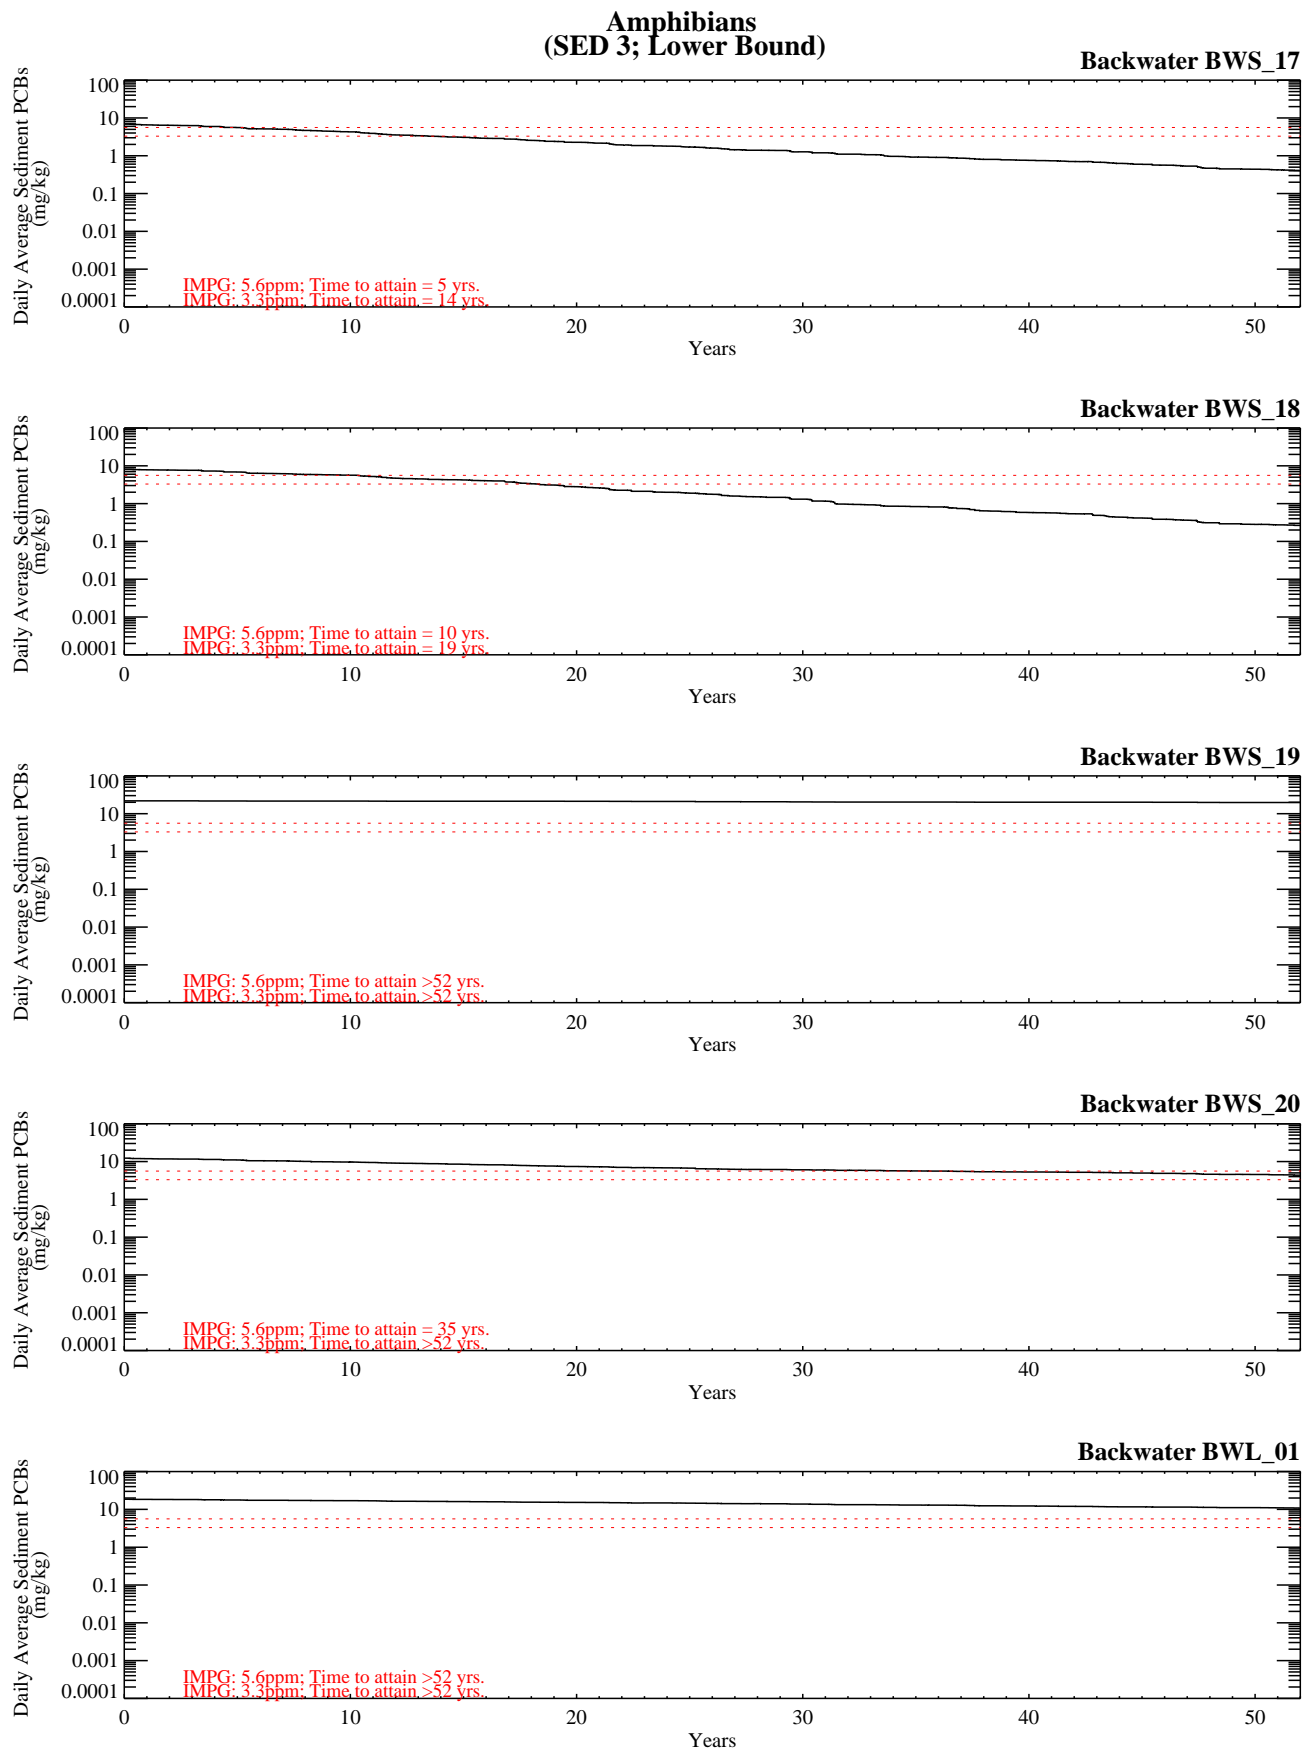 Amphibians
(SED 3; Lower Bound)
Backwater BWS_17
Daily Average Sediment PCBs
(mg/kg)
100
10
1
0.1
0.01
0.001
0.0001
IMPG: 5.6ppm; Time to attain = 5 yrs.
IMPG: 3.3ppm; Time to attain = 14 yrs.
0 10 20 30 40 50
Years
Backwater BWS_18
Daily Average Sediment PCBs
(mg/kg)
100
10
1
0.1
0.01
0.001
0.0001
IMPG: 5.6ppm; Time to attain = 10 yrs.
IMPG: 3.3ppm; Time to attain = 19 yrs.
0 10 20 30 40 50
Years
Backwater BWS_19
Daily Average Sediment PCBs
(mg/kg)
100
10
1
0.1
0.01
0.001
0.0001
IMPG: 5.6ppm; Time to attain >52 yrs.
IMPG: 3.3ppm; Time to attain >52 yrs.
0 10 20 30 40 50
Years
Backwater BWS_20
Daily Average Sediment PCBs
(mg/kg)
100
10
1
0.1
0.01
0.001
0.0001
IMPG: 5.6ppm; Time to attain = 35 yrs.
IMPG: 3.3ppm; Time to attain >52 yrs.
0 10 20 30 40 50
Years
Backwater BWL_01
Daily Average Sediment PCBs
(mg/kg)
100
10
1
0.1
0.01
0.001
0.0001
IMPG: 5.6ppm; Time to attain >52 yrs.
IMPG: 3.3ppm; Time to attain >52 yrs.
0 10 20 30 40 50
Years